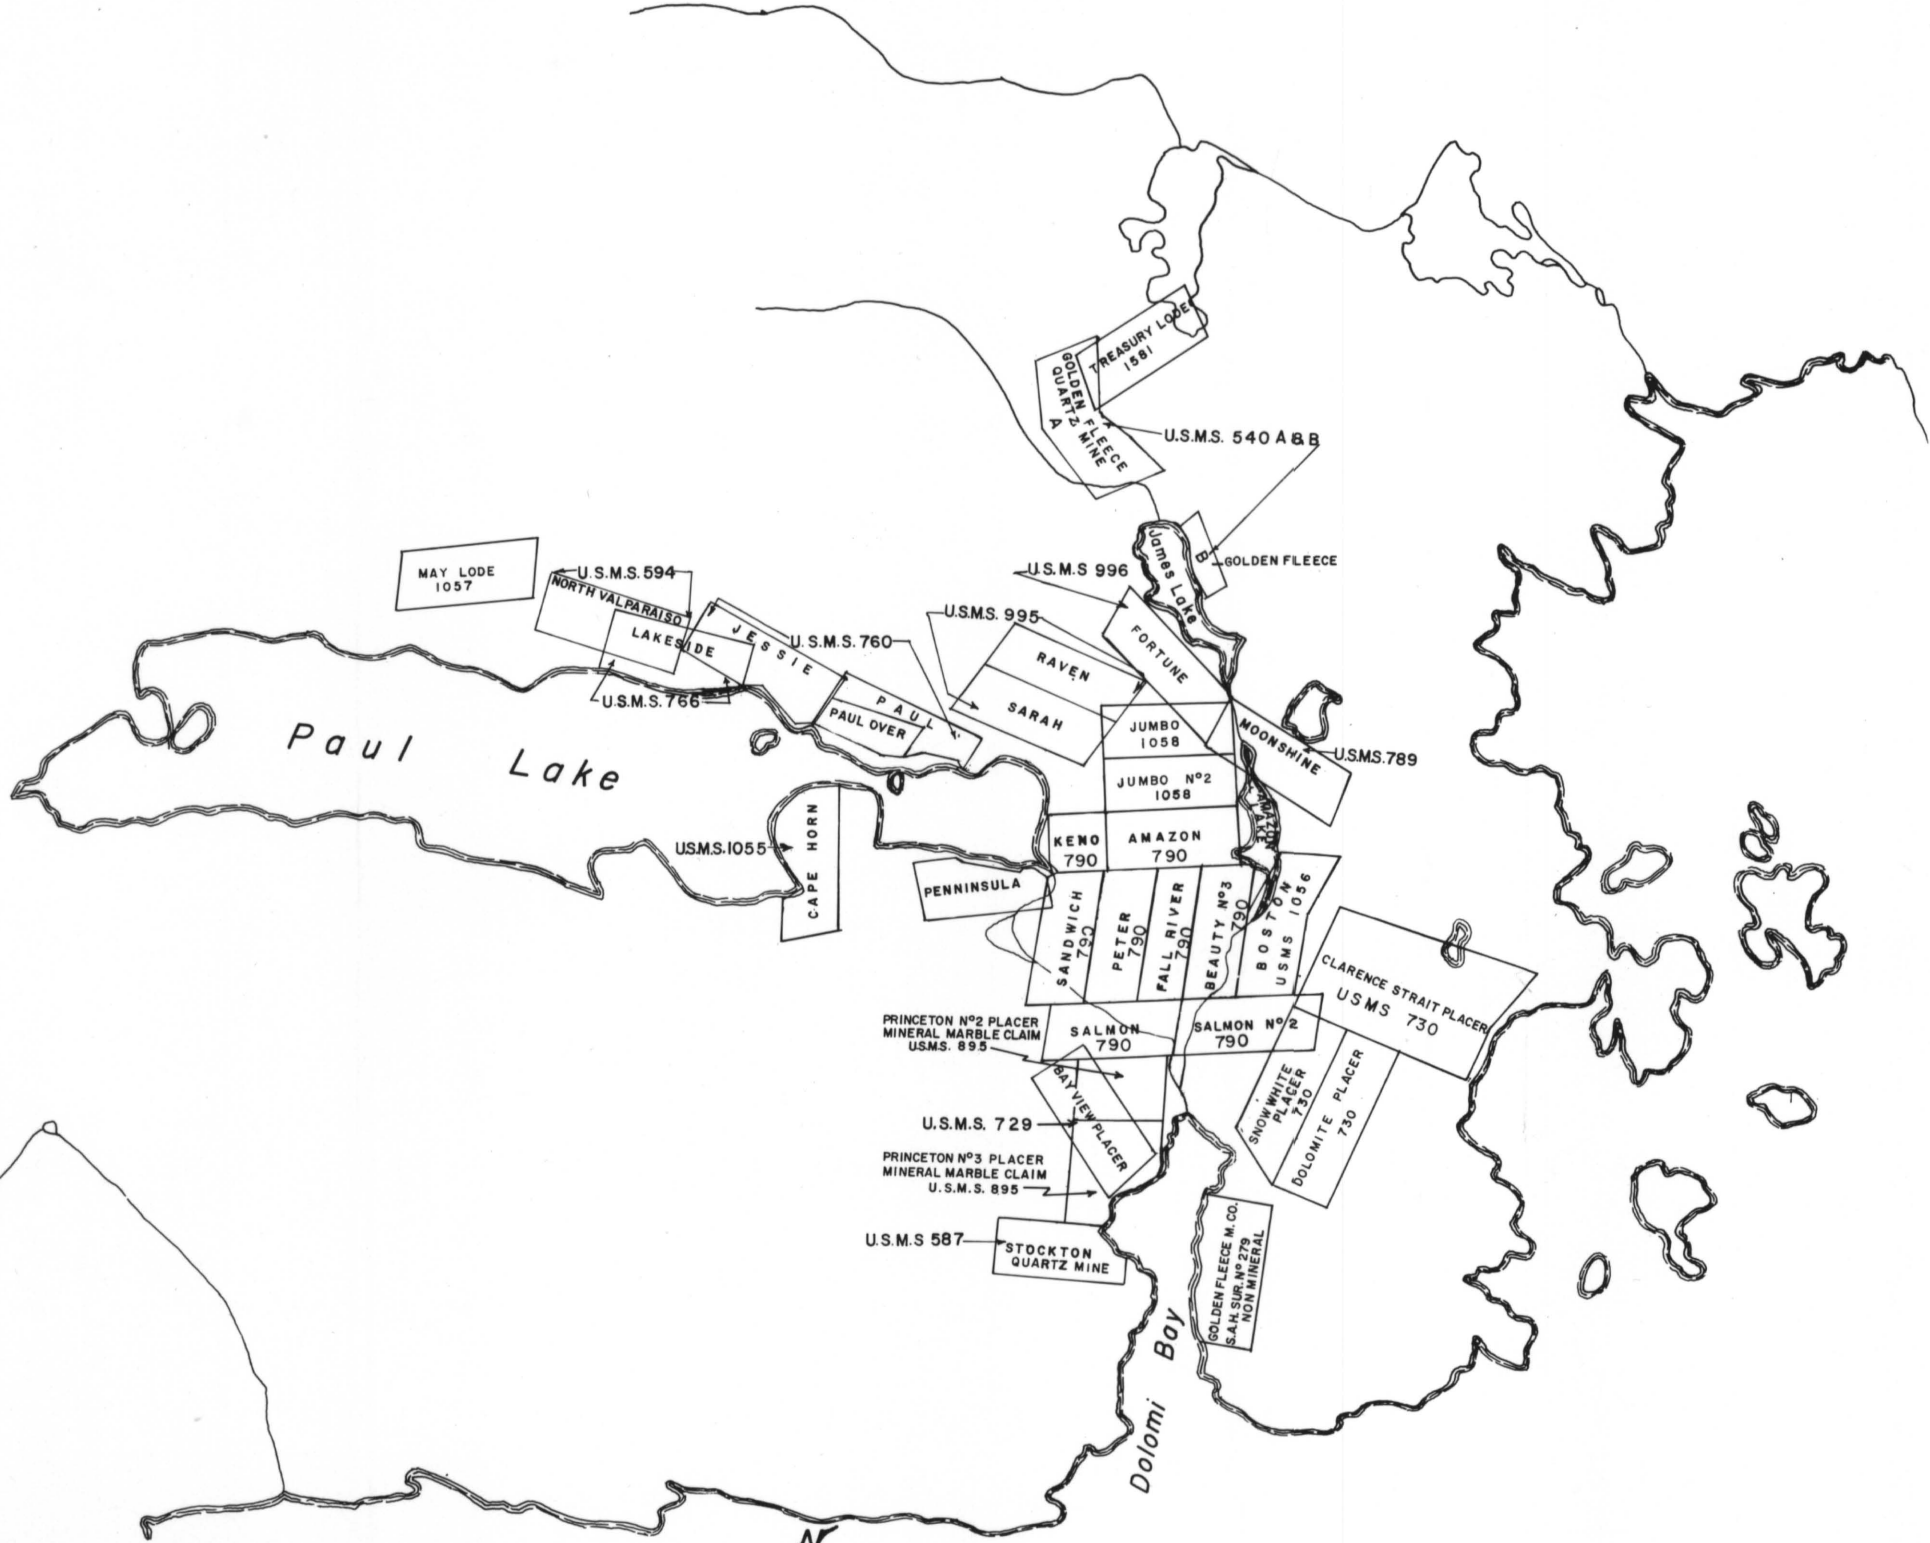 TREASURY LODE
1581
GOLDEN FLEECE
QUARTZ MINE
A
U.S.M.S. 540 A & B
James Lake
B
GOLDEN FLEECE
MAY LODE
1057
U.S.M.S. 594
NORTH VALPARAISO
LAKESIDE
U.S.M.S. 766
JESSIE
U.S.M.S. 760
PAUL
PAUL OVER
U.S.M.S. 995
U.S.M.S 996
RAVEN
SARAH
FORTUNE
JUMBO
1058
JUMBO Nº2
1058
MOONSHINE
U.S.M.S. 789
Paul Lake
U.S.M.S. 1055
CAPE HORN
KENO
790
AMAZON
790
AMAZON
LAKE
PENNINSULA
SANDWICH
790
PETER
790
FALL RIVER
790
BEAUTY Nº3
790
BOSTON
USMS 1056
CLARENCE STRAIT PLACER
USMS 730
PRINCETON Nº2 PLACER
MINERAL MARBLE CLAIM
U.S.M.S. 895
SALMON
790
SALMON Nº2
790
SNOWWHITE
PLACER
730
DOLOMITE PLACER
730
BAYVIEW PLACER
U.S.M.S. 729
PRINCETON Nº3 PLACER
MINERAL MARBLE CLAIM
U.S.M.S. 895
U.S.M.S 587
STOCKTON
QUARTZ MINE
GOLDEN FLEECE M. CO.
S.A.H. SUR. Nº 279
NON MINERAL
Dolomi Bay
N